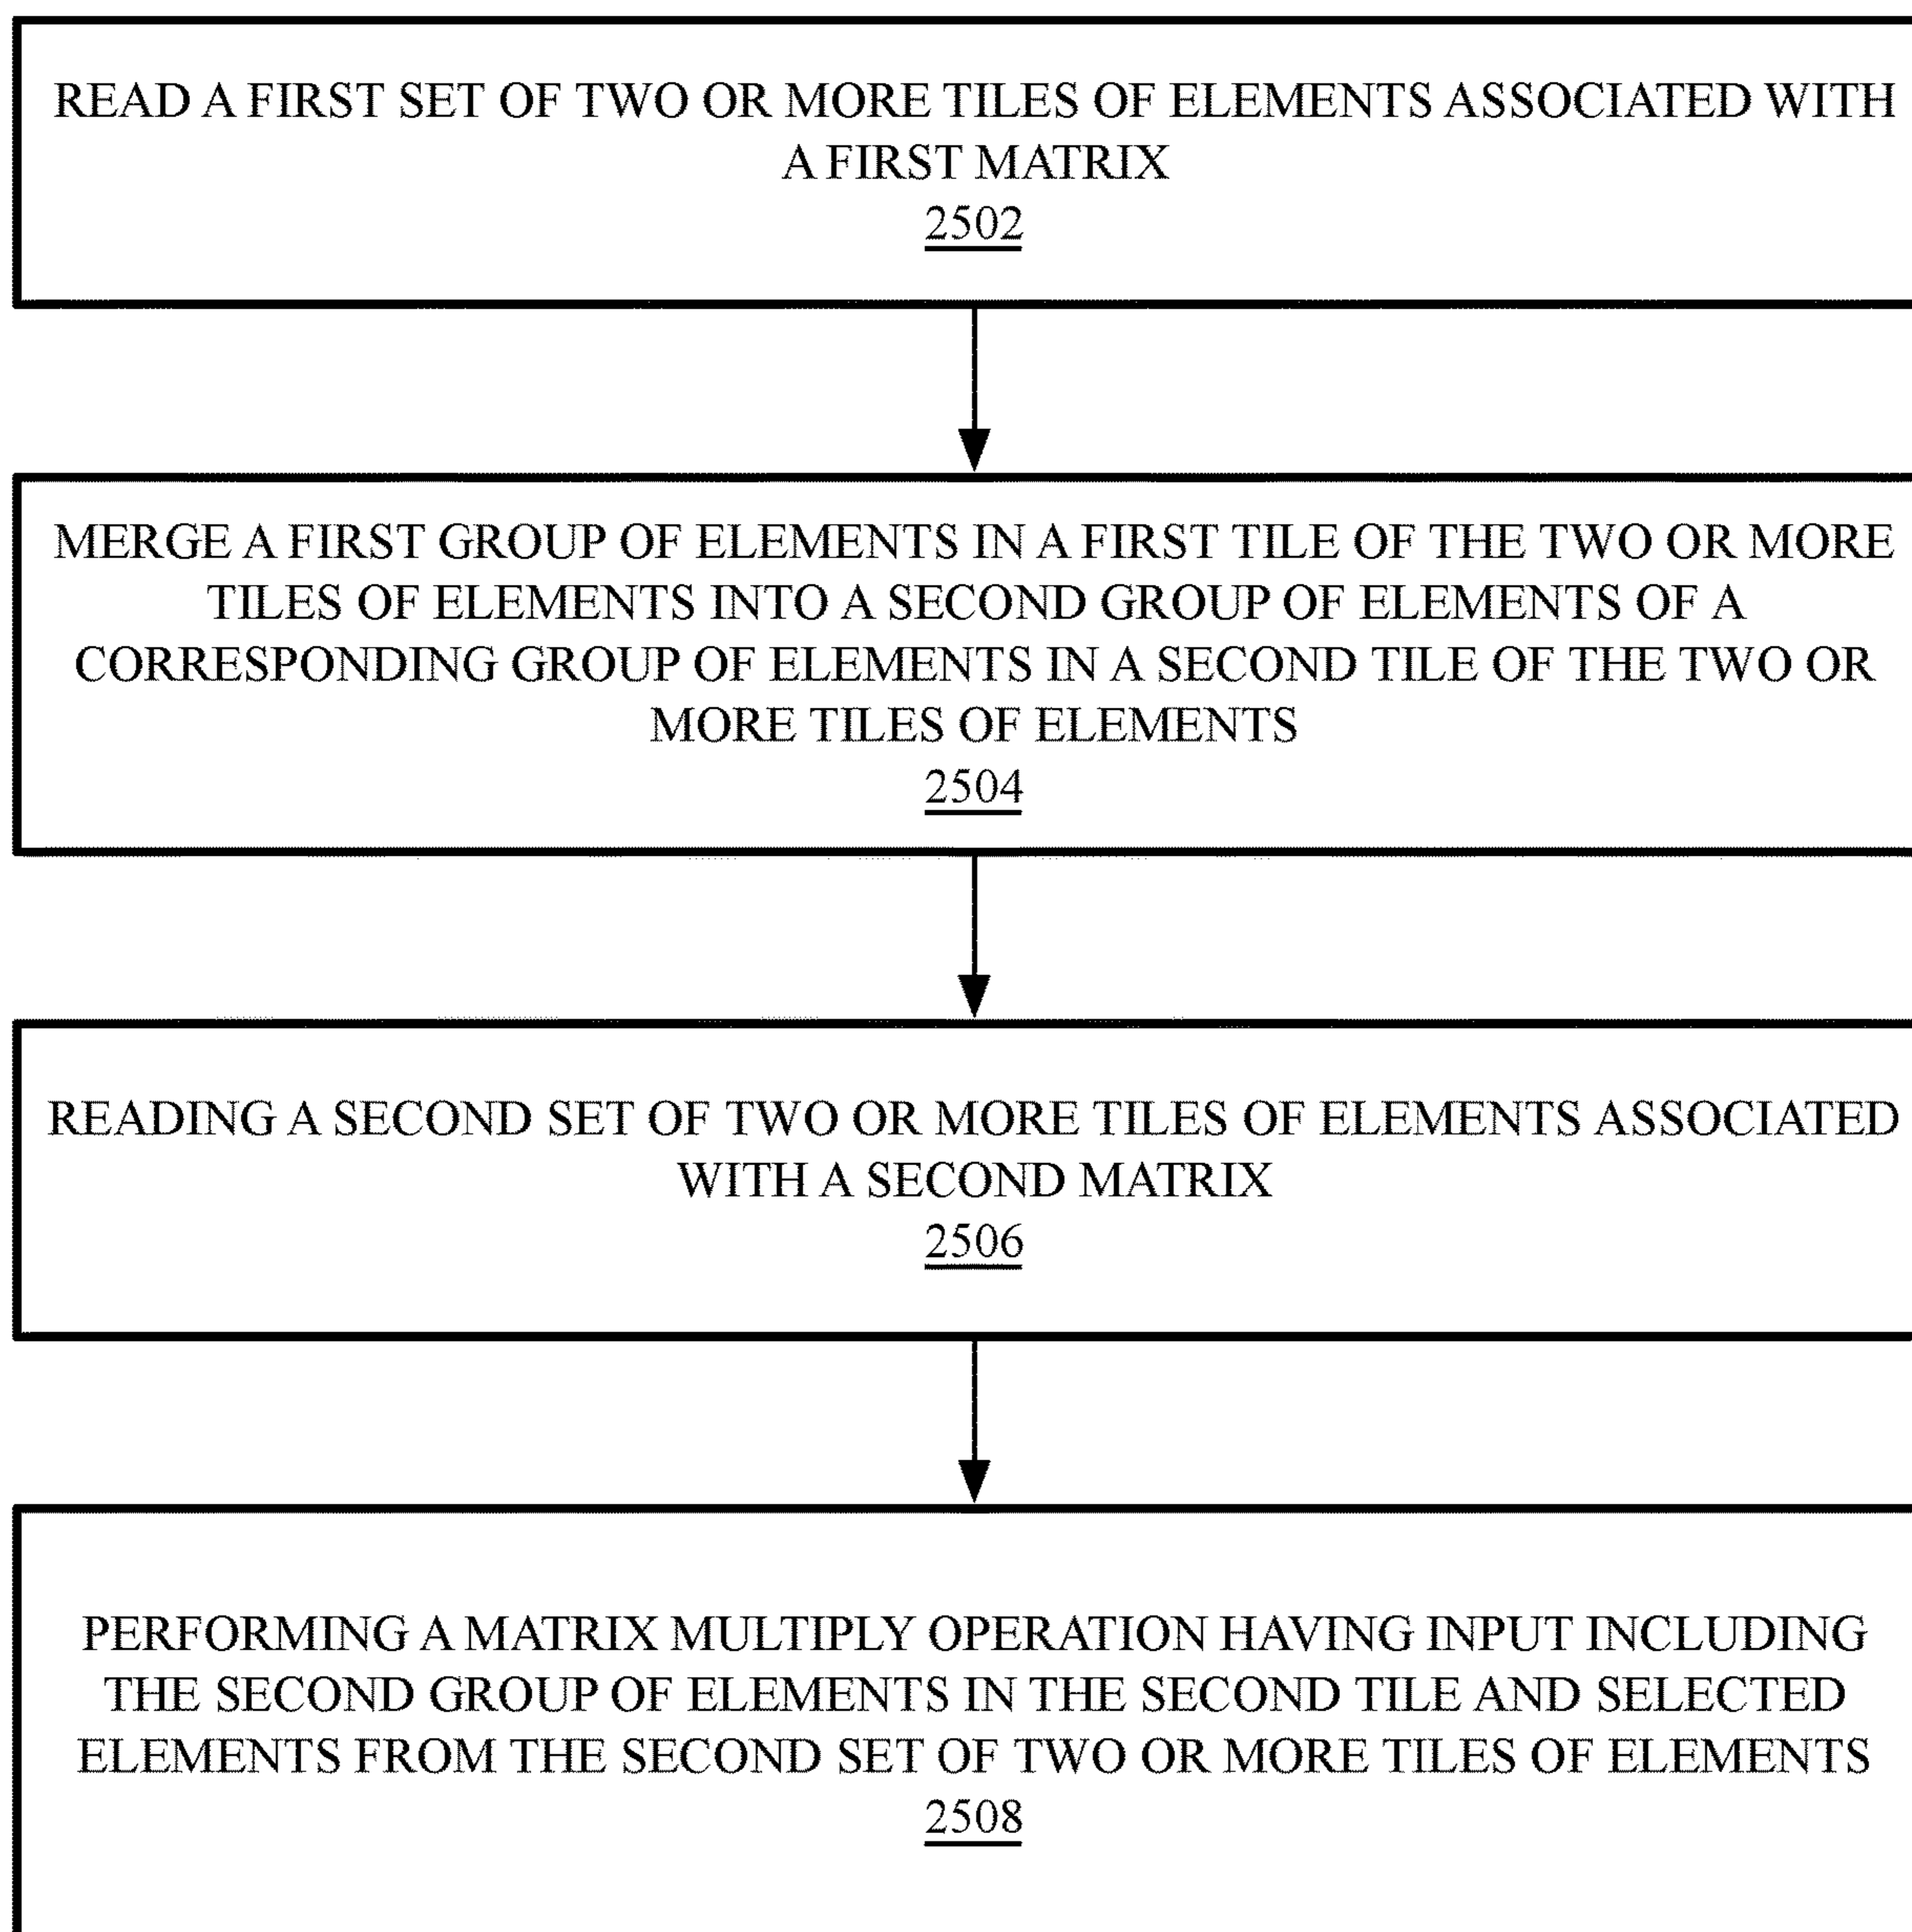 READ A FIRST SET OF TWO OR MORE TILES OF ELEMENTS ASSOCIATED WITH
A FIRST MATRIX
2502
MERGE A FIRST GROUP OF ELEMENTS IN A FIRST TILE OF THE TWO OR MORE
TILES OF ELEMENTS INTO A SECOND GROUP OF ELEMENTS OF A
CORRESPONDING GROUP OF ELEMENTS IN A SECOND TILE OF THE TWO OR
MORE TILES OF ELEMENTS
2504
READING A SECOND SET OF TWO OR MORE TILES OF ELEMENTS ASSOCIATED
WITH A SECOND MATRIX
2506
PERFORMING A MATRIX MULTIPLY OPERATION HAVING INPUT INCLUDING
THE SECOND GROUP OF ELEMENTS IN THE SECOND TILE AND SELECTED
ELEMENTS FROM THE SECOND SET OF TWO OR MORE TILES OF ELEMENTS
2508